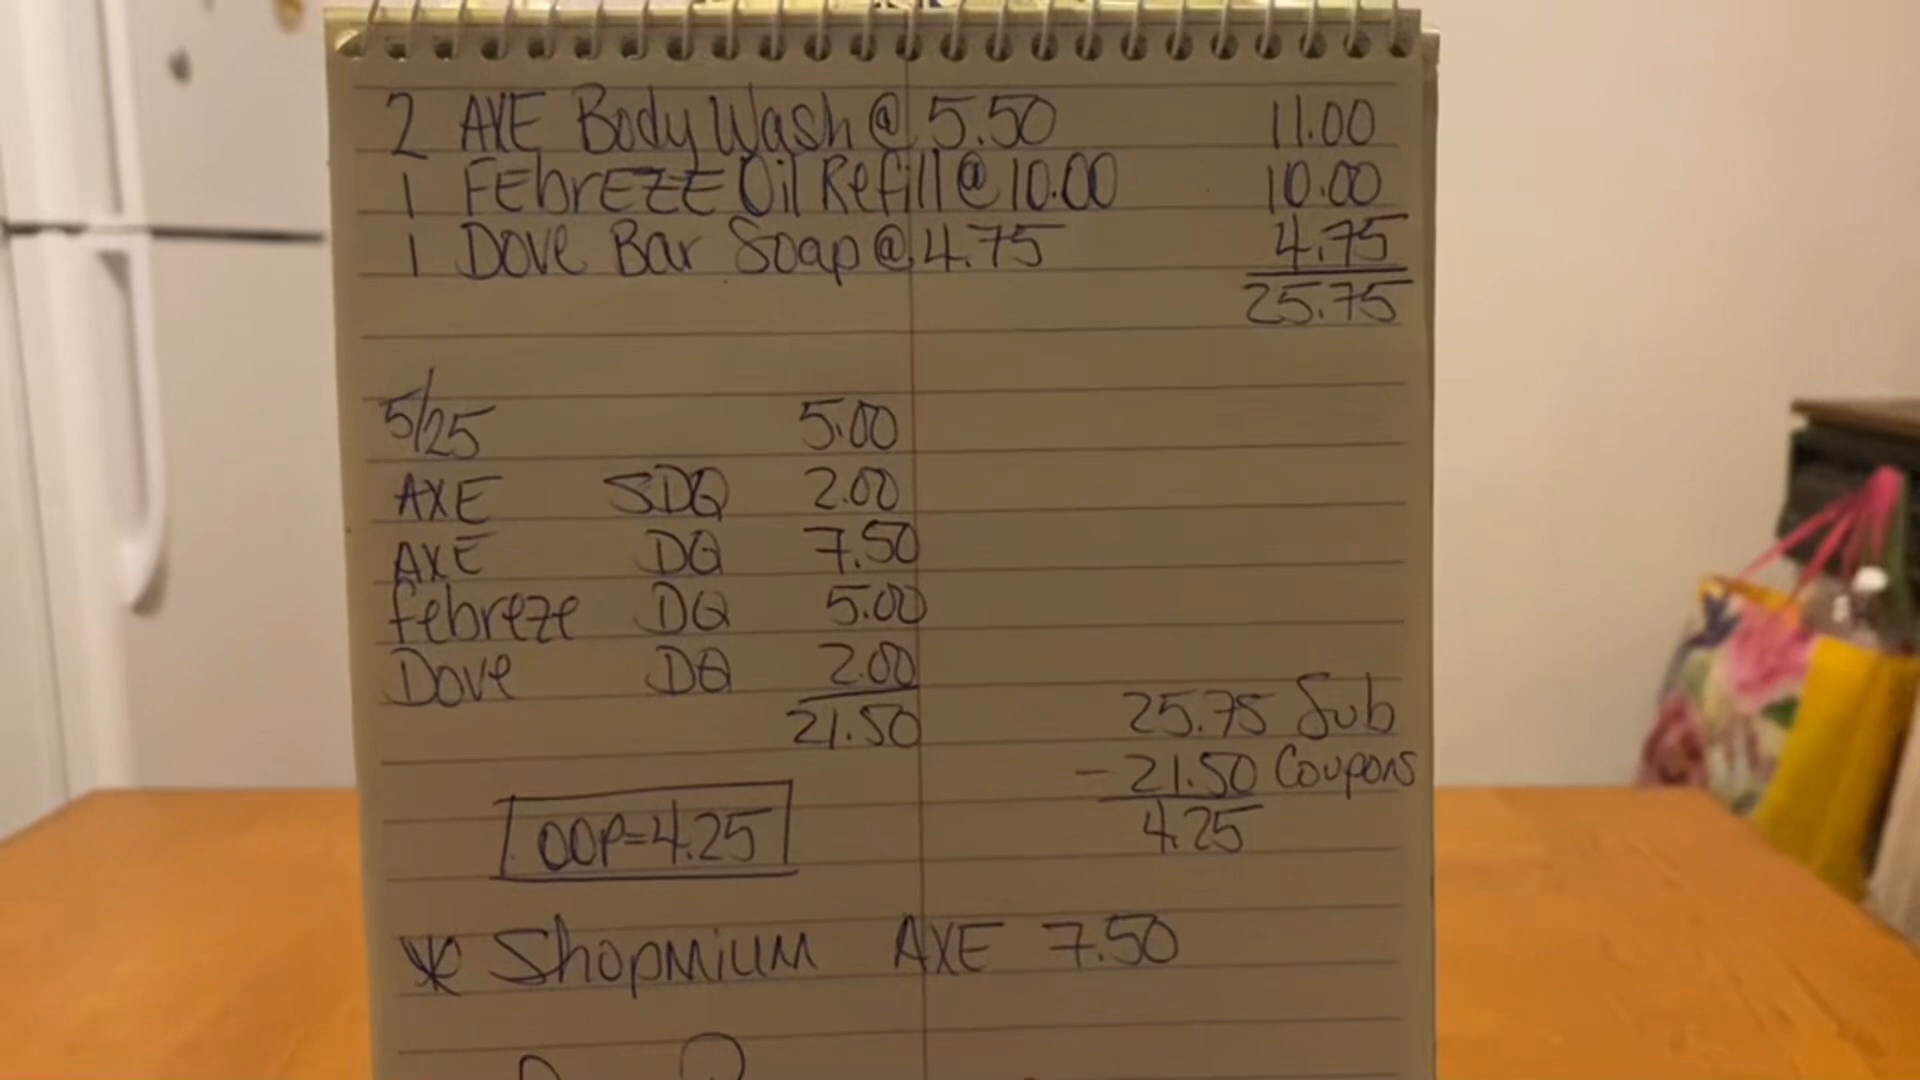 2 AXE Body Wash @ 5.50 11.00
1 FEbrEZE Oil Refill @ 10.00 10.00
1 Dove Bar Soap @ 4.75 4.75
25.75
5/25 5.00
AXE SDQ 2.00
AXE DQ 7.50
febreze DQ 5.00
Dove DQ 2.00
21.50
25.75 Sub
- 21.50 Coupons
4.25
OOP=4.25
* Shopmium AXE 7.50